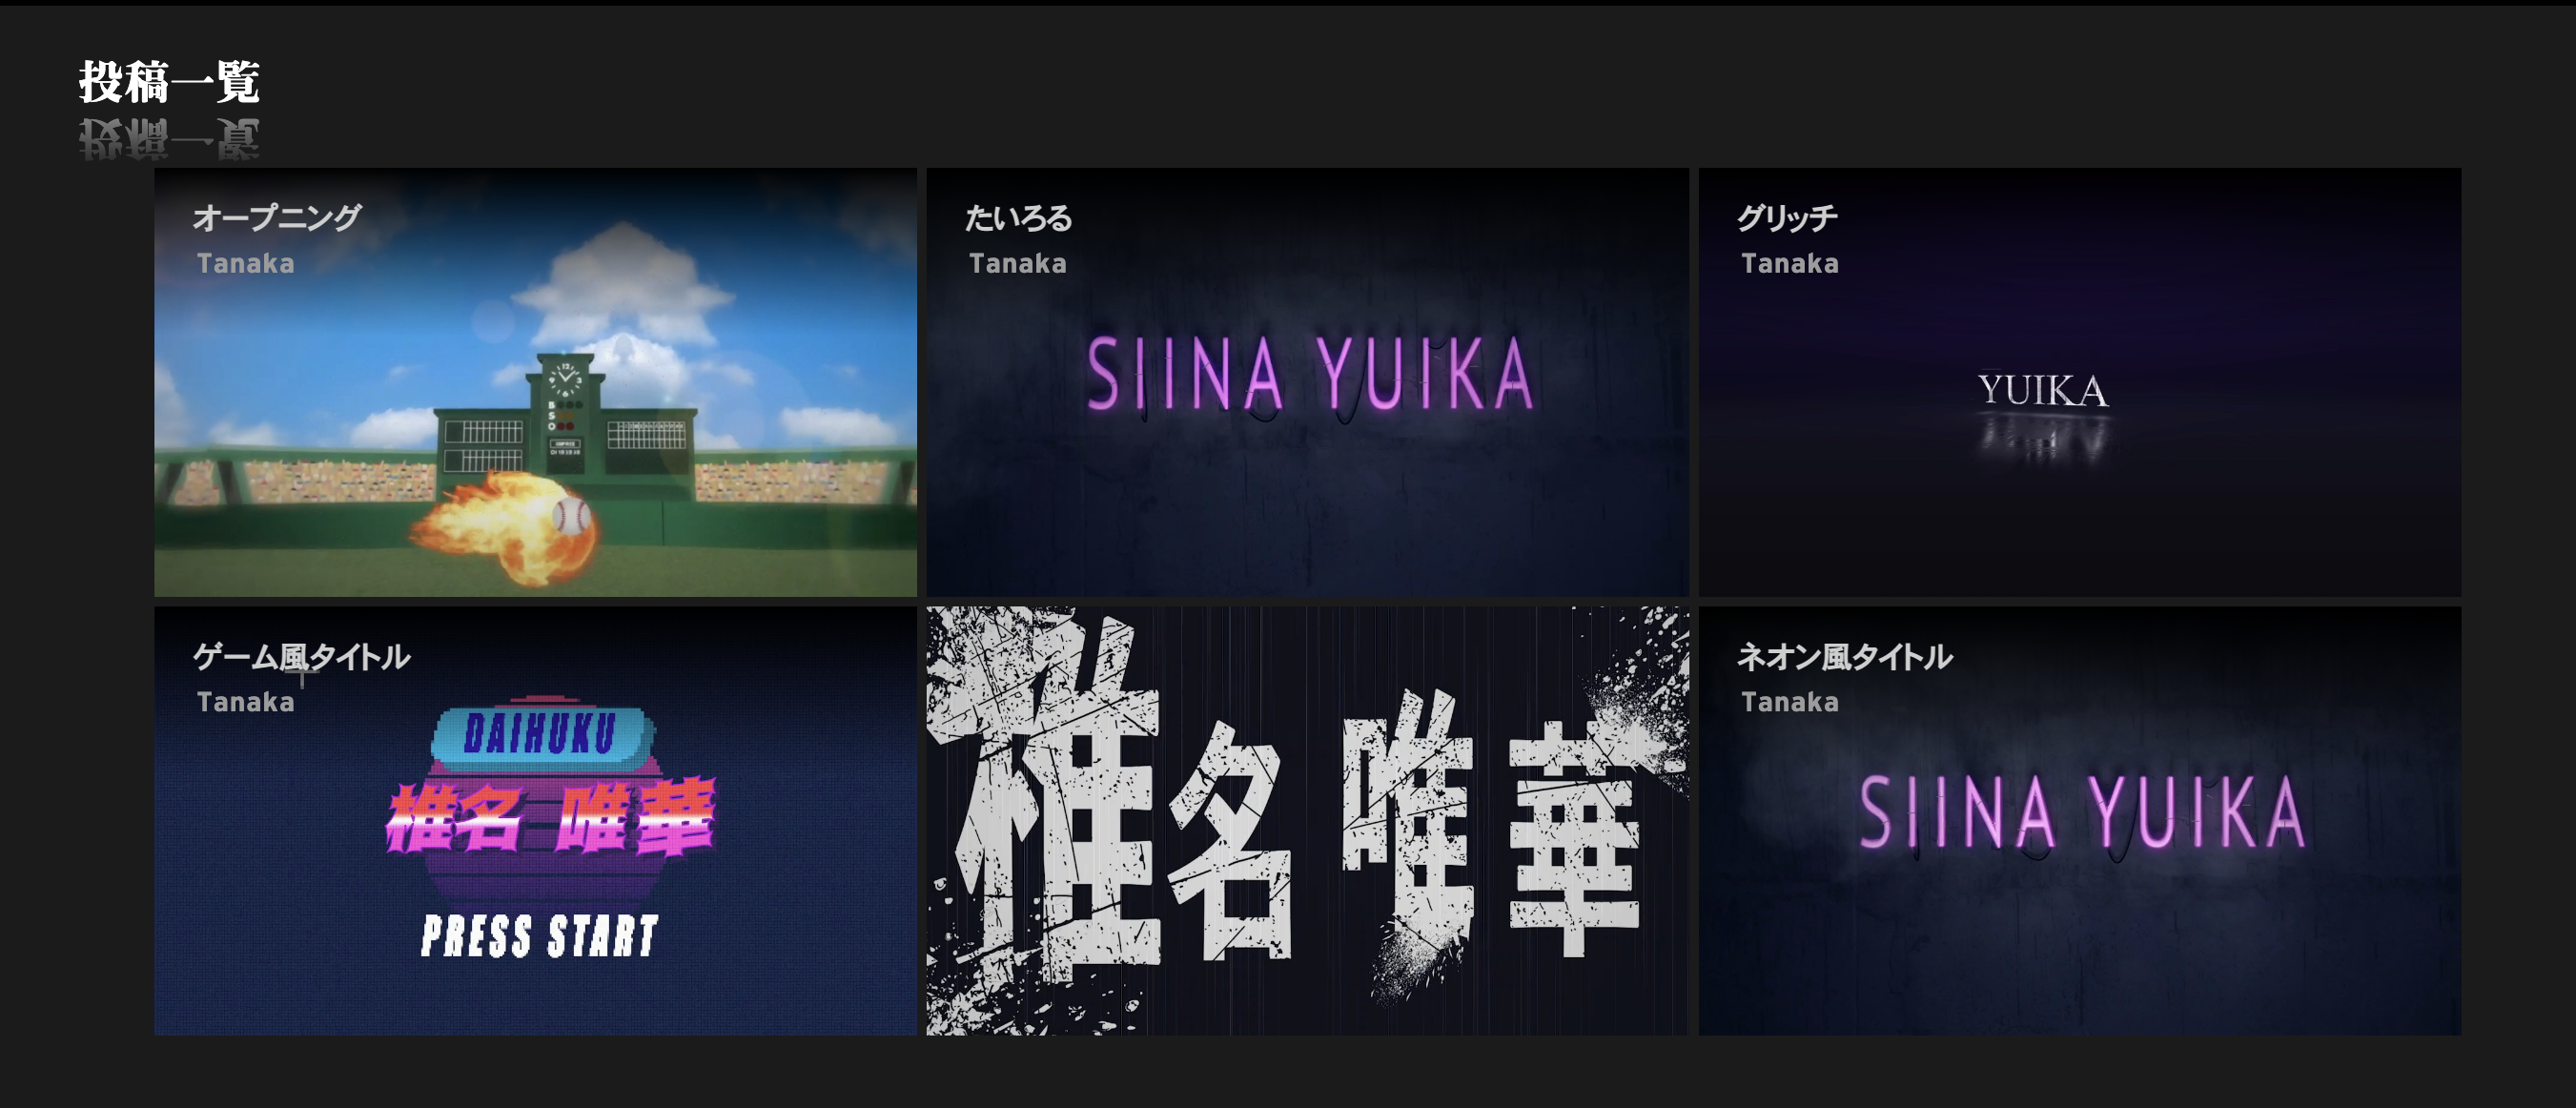 投稿一覧
オープニング
Tanaka
たいろる
Tanaka
SIINA YUIKA
グリッチ
Tanaka
YUIKA
ゲーム風タイトル
Tanaka
DAIHUKU
椎名 唯華
PRESS START
椎名 唯華
ネオン風タイトル
Tanaka
SIINA YUIKA